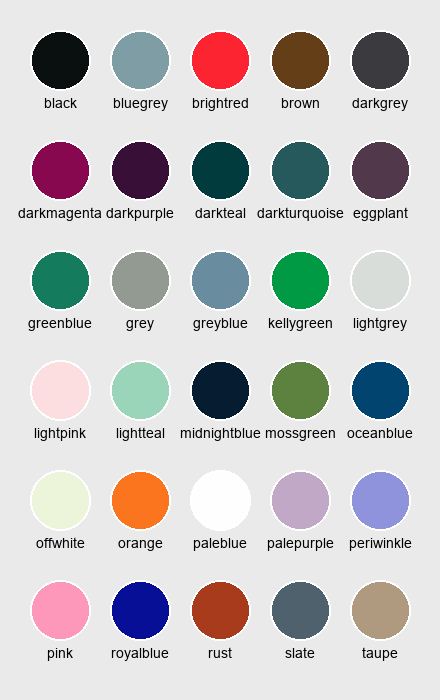 black bluegrey brightred brown darkgrey
darkmagenta darkpurple darkteal darkturquoise eggplant
greenblue grey greyblue kellygreen lightgrey
lightpink lightteal midnightblue mossgreen oceanblue
offwhite orange paleblue palepurple periwinkle
pink royalblue rust slate taupe